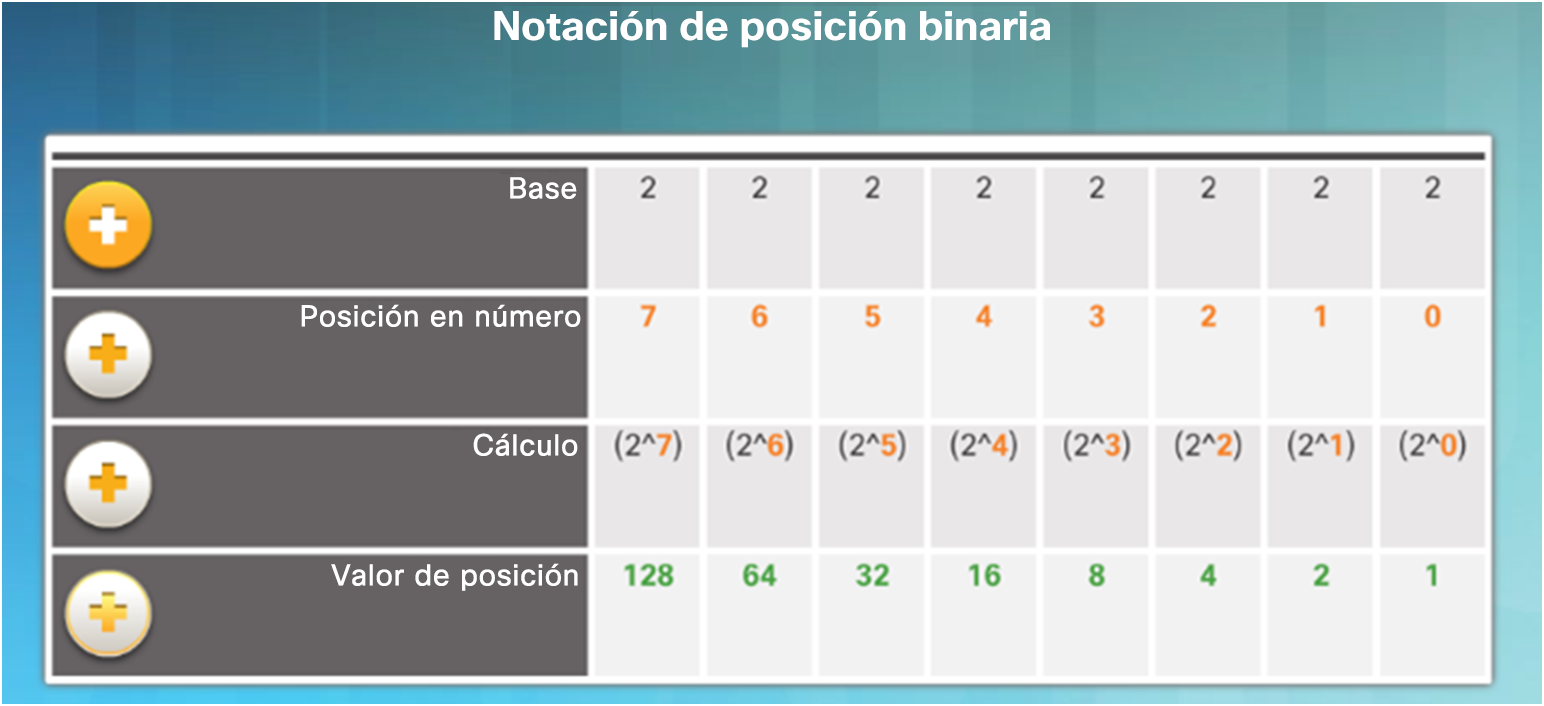 Notación de posición binaria
Base 2 2 2 2 2 2 2 2
Posición en número 7 6 5 4 3 2 1 0
Cálculo (2^7) (2^6) (2^5) (2^4) (2^3) (2^2) (2^1) (2^0)
Valor de posición 128 64 32 16 8 4 2 1